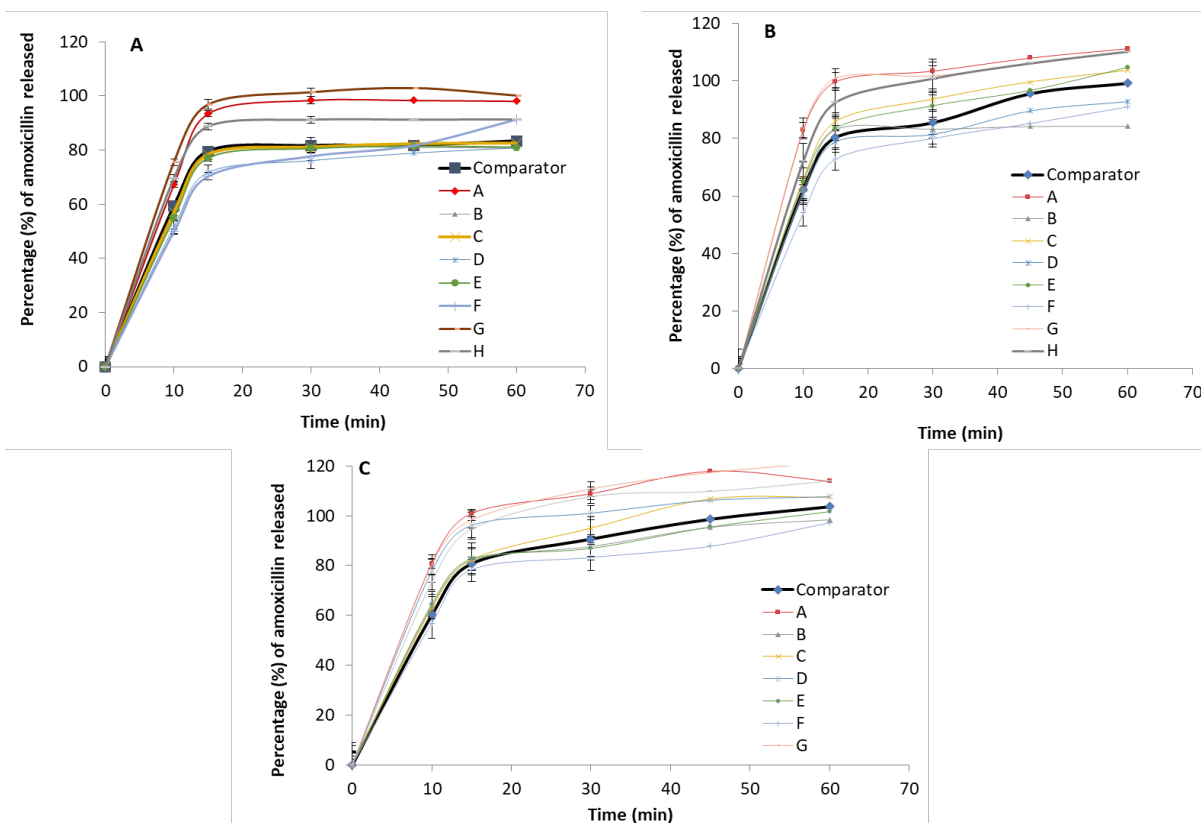 A
Percentage (%) of amoxicillin released
120
100
80
60
40
20
0
0 10 20 30 40 50 60 70
Time (min)
Comparator
A
B
C
D
E
F
G
H
B
Percentage (%) of amoxicillin released
120
100
80
60
40
20
0
0 10 20 30 40 50 60 70
Time (min)
Comparator
A
B
C
D
E
F
G
H
C
Percentage (%) of amoxicillin released
120
100
80
60
40
20
0
0 10 20 30 40 50 60 70
Time (min)
Comparator
A
B
C
D
E
F
G